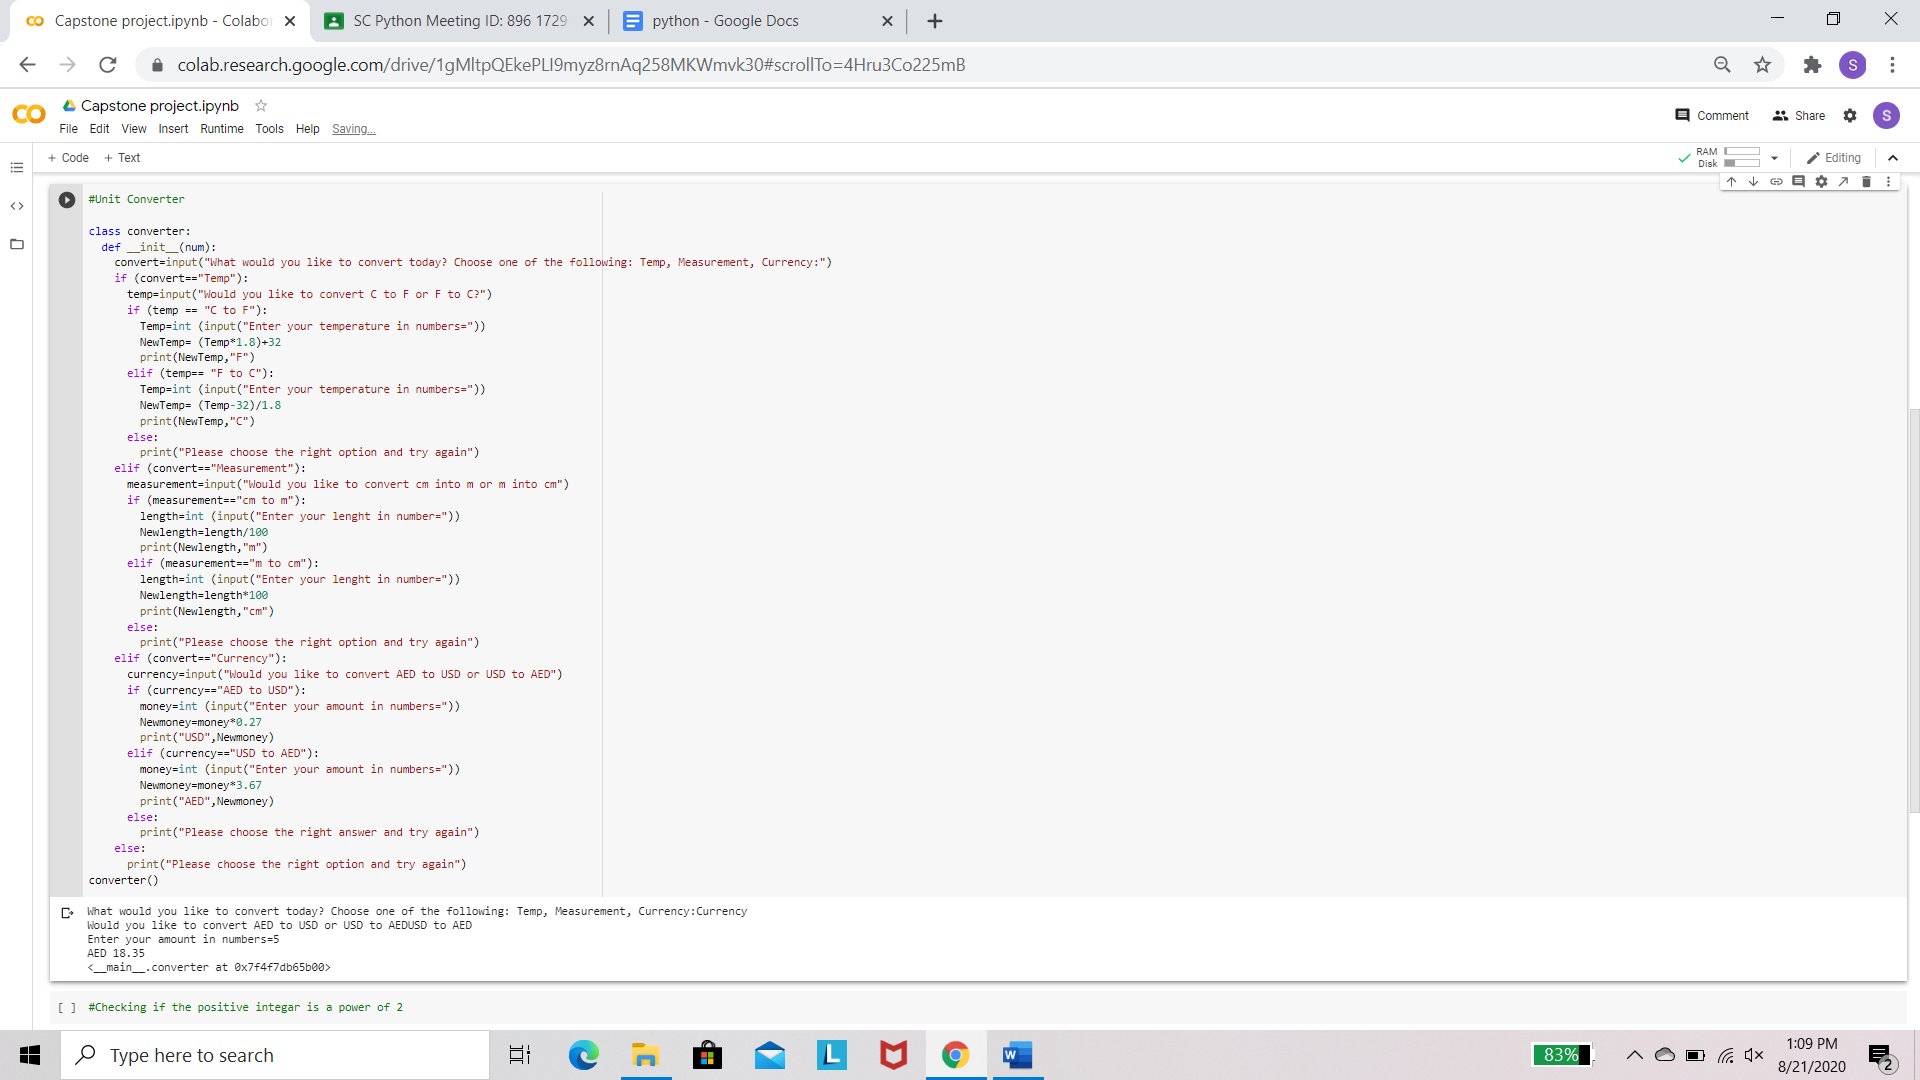 Capstone project.ipynb - Colabor
SC Python Meeting ID: 896 1729
python - Google Docs
colab.research.google.com/drive/1gMltpQEkePLI9myz8rnAq258MKWmvk30#scrollTo=4Hru3Co225mB
S
Capstone project.ipynb
Comment
Share
S
File Edit View Insert Runtime Tools Help Saving...
+ Code + Text
RAM
Disk
Editing
#Unit Converter
class converter:
  def __init__(num):
    convert=input("What would you like to convert today? Choose one of the following: Temp, Measurement, Currency:")
    if (convert=="Temp"):
      temp=input("Would you like to convert C to F or F to C?")
      if (temp == "C to F"):
        Temp=int (input("Enter your temperature in numbers="))
        NewTemp= (Temp*1.8)+32
        print(NewTemp,"F")
      elif (temp== "F to C"):
        Temp=int (input("Enter your temperature in numbers="))
        NewTemp= (Temp-32)/1.8
        print(NewTemp,"C")
      else:
        print("Please choose the right option and try again")
    elif (convert=="Measurement"):
      measurement=input("Would you like to convert cm into m or m into cm")
      if (measurement=="cm to m"):
        length=int (input("Enter your lenght in number="))
        Newlength=length/100
        print(Newlength,"m")
      elif (measurement=="m to cm"):
        length=int (input("Enter your lenght in number="))
        Newlength=length*100
        print(Newlength,"cm")
      else:
        print("Please choose the right option and try again")
    elif (convert=="Currency"):
      currency=input("Would you like to convert AED to USD or USD to AED")
      if (currency=="AED to USD"):
        money=int (input("Enter your amount in numbers="))
        Newmoney=money*0.27
        print("USD",Newmoney)
      elif (currency=="USD to AED"):
        money=int (input("Enter your amount in numbers="))
        Newmoney=money*3.67
        print("AED",Newmoney)
      else:
        print("Please choose the right answer and try again")
    else:
      print("Please choose the right option and try again")
converter()
What would you like to convert today? Choose one of the following: Temp, Measurement, Currency:Currency
Would you like to convert AED to USD or USD to AEDUSD to AED
Enter your amount in numbers=5
AED 18.35
<__main__.converter at 0x7f4f7db65b00>
[ ] #Checking if the positive integar is a power of 2
Type here to search
L
W
83%
1:09 PM
8/21/2020
2